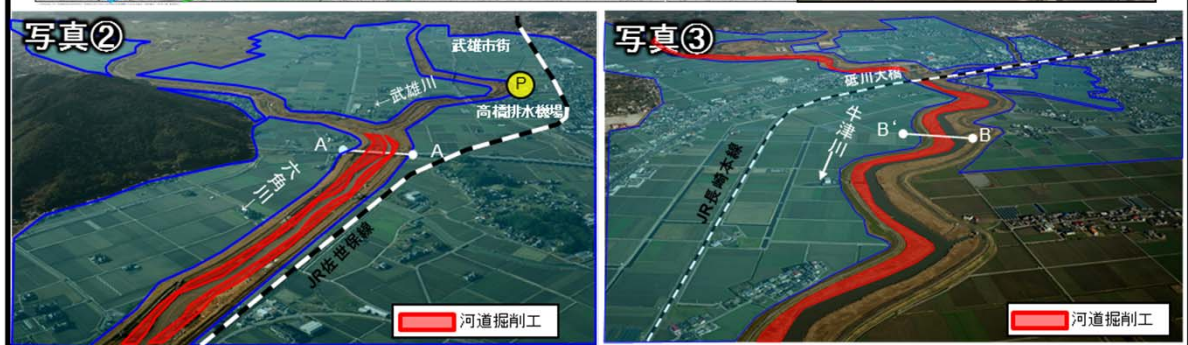 写真②
武雄市街
P
←武雄川
高橋排水機場
A'
A
六角川
JR佐世保線
河道掘削工
写真③
砥川大橋
牛津川
B'
B
JR長崎本線
河道掘削工